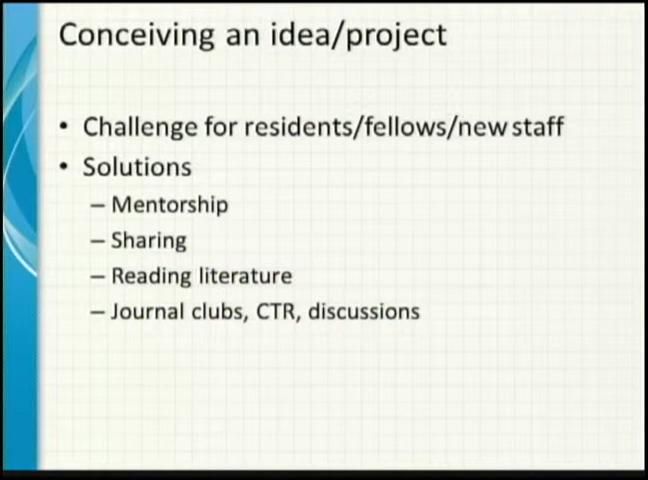 Conceiving an idea/project
• Challenge for residents/fellows/new staff
• Solutions
– Mentorship
– Sharing
– Reading literature
– Journal clubs, CTR, discussions